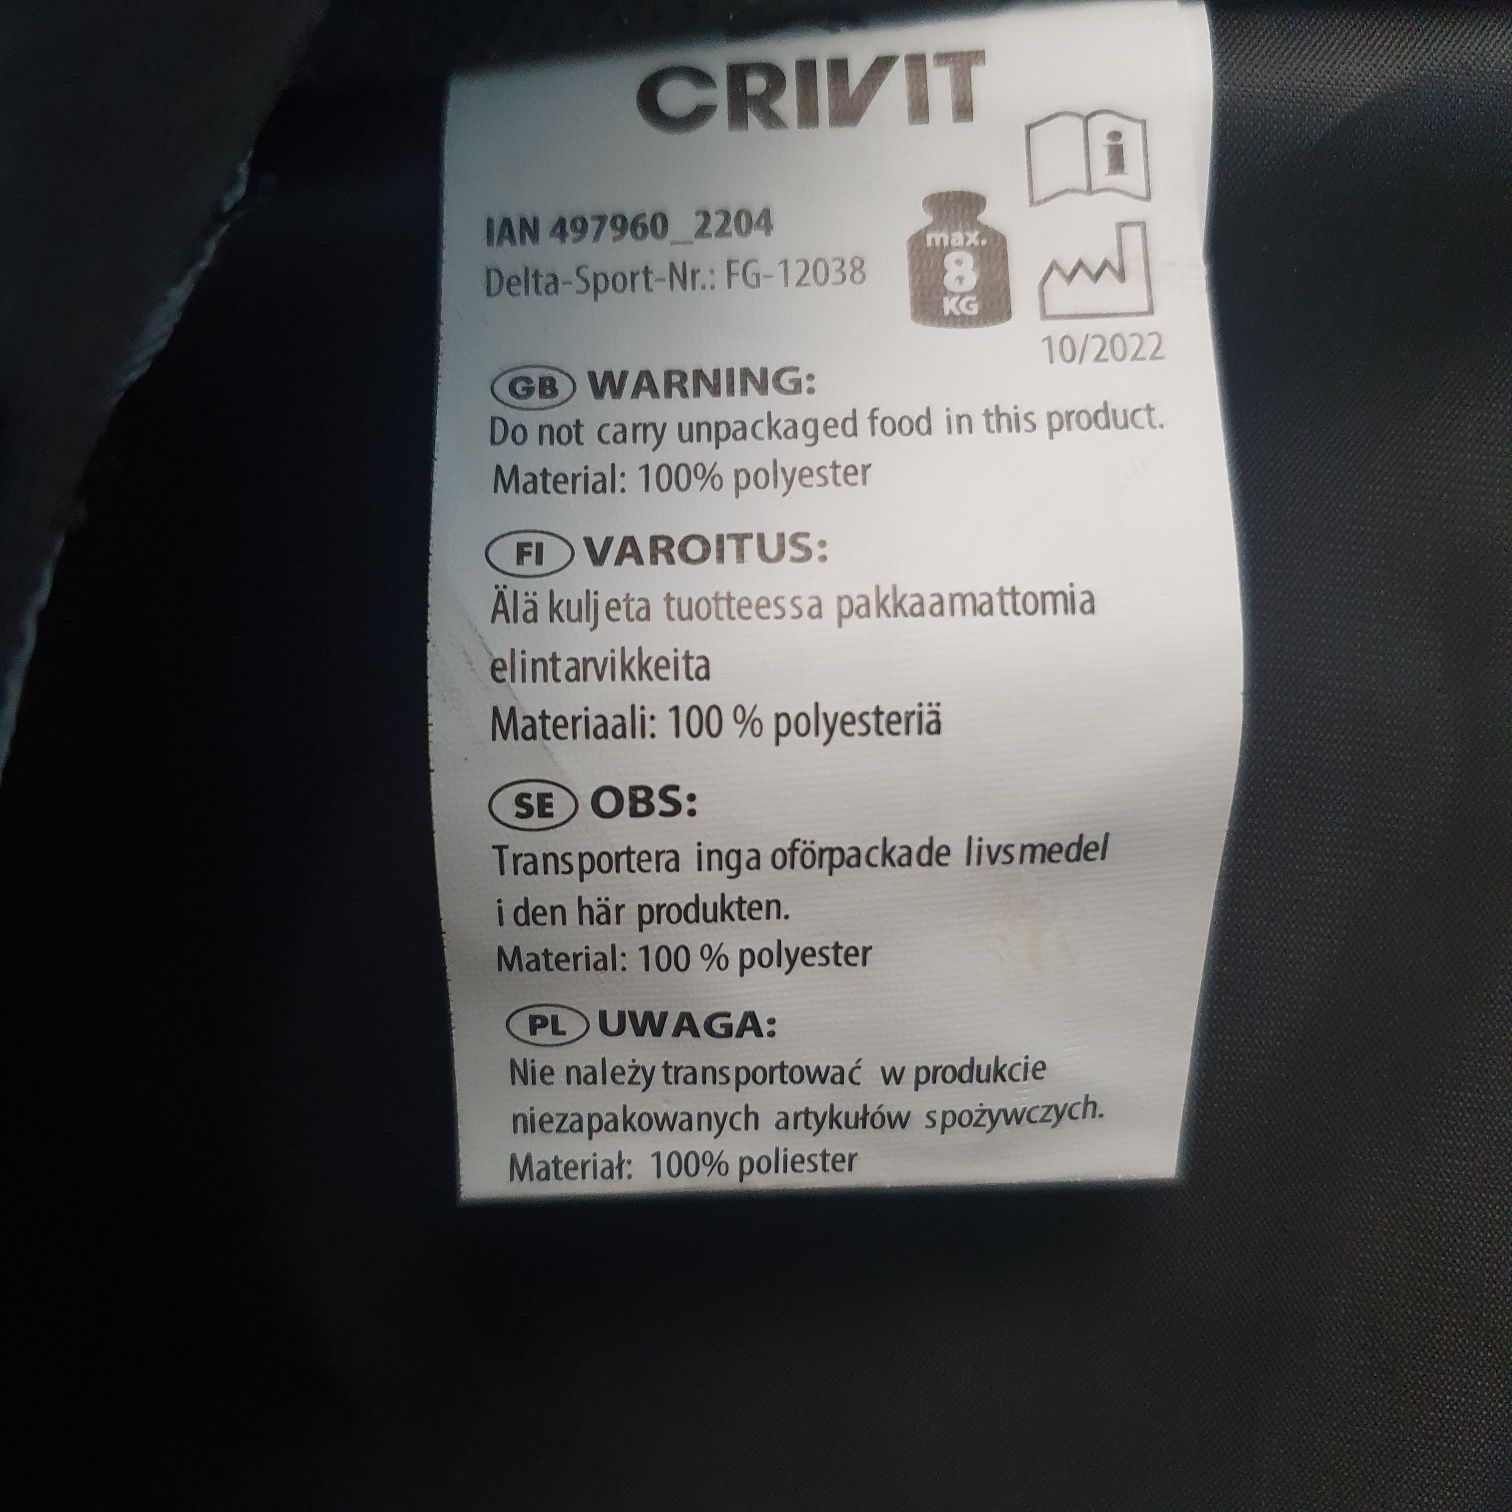 CRIVIT
i
IAN 497960_2204
Delta-Sport-Nr.: FG-12038
max.
8
KG
10/2022
GB WARNING:
Do not carry unpackaged food in this product.
Material: 100% polyester
FI VAROITUS:
Älä kuljeta tuotteessa pakkaamattomia
elintarvikkeita
Materiaali: 100 % polyesteriä
SE OBS:
Transportera inga oförpackade livsmedel
i den här produkten.
Material: 100 % polyester
PL UWAGA:
Nie należy transportować w produkcie
niezapakowanych artykułów spożywczych.
Materiał: 100% poliester